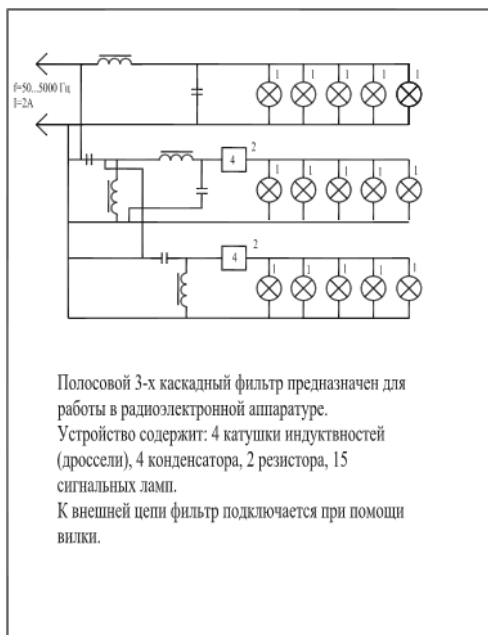 1 1 1 1 1
f=50...5000 Гц
I=2А
4 2
1 1 1 1 1
4 2
1 1 1 1 1
Полосовой 3-х каскадный фильтр предназначен для
работы в радиоэлектронной аппаратуре.
Устройство содержит: 4 катушки индуктвностей
(дроссели), 4 конденсатора, 2 резистора, 15
сигнальных ламп.
К внешней цепи фильтр подключается при помощи
вилки.